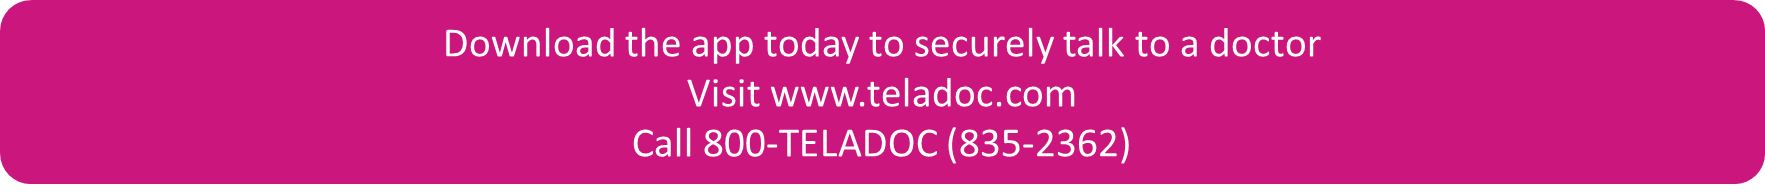 Download the app today to securely talk to a doctor
Visit www.teladoc.com
Call 800-TELADOC (835-2362)